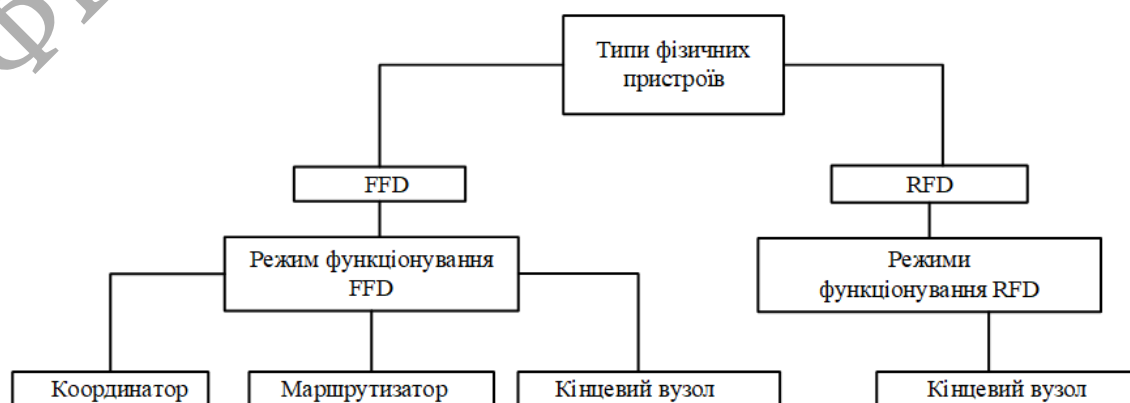 Типи фізичних
пристроїв
FFD
RFD
Режим функціонування
FFD
Режими
функціонування RFD
Координатор
Маршрутизатор
Кінцевий вузол
Кінцевий вузол